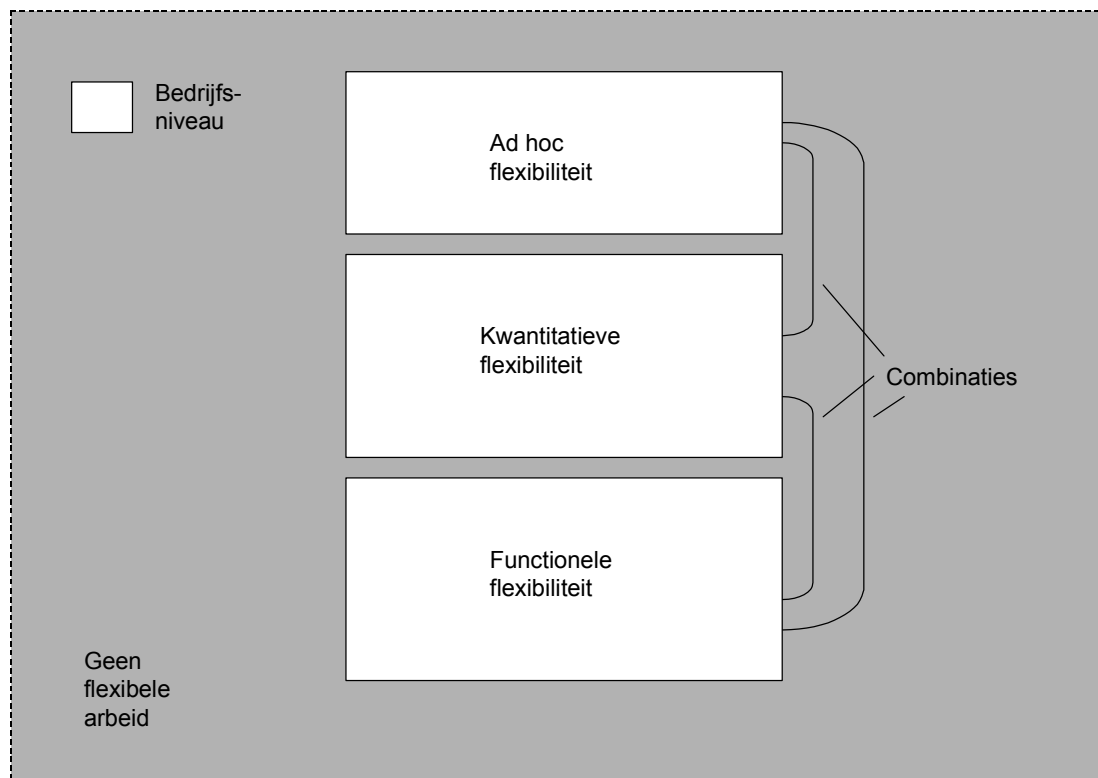 Bedrijfs-
niveau
Ad hoc
flexibiliteit
Kwantitatieve
flexibiliteit
Combinaties
Functionele
flexibiliteit
Geen
flexibele
arbeid